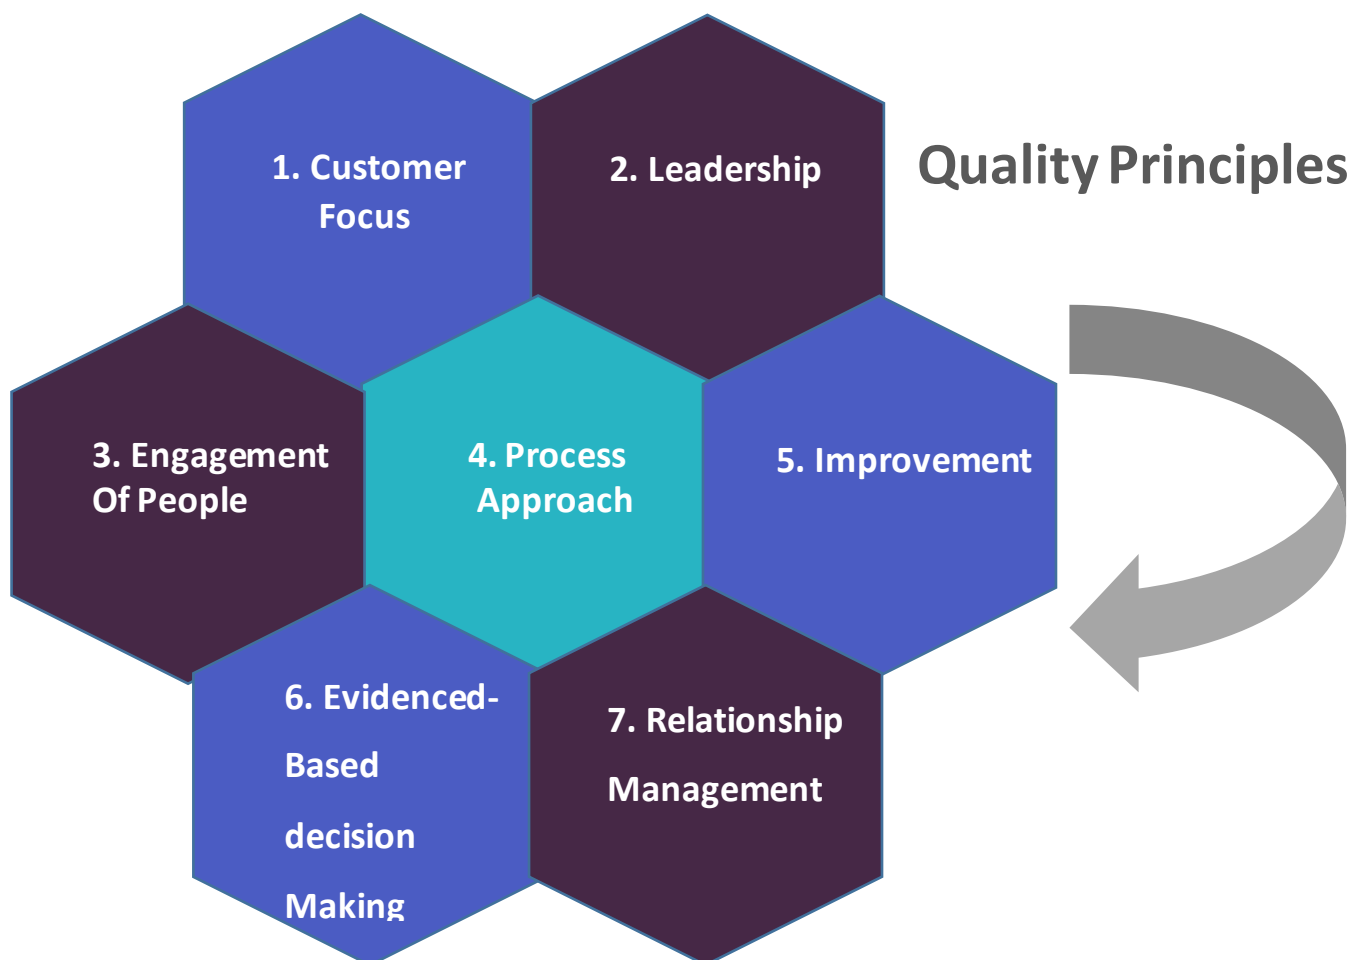 1. Customer
Focus
2. Leadership
Quality Principles
3. Engagement
Of People
4. Process
Approach
5. Improvement
6. Evidenced-
Based
decision
Making
7. Relationship
Management